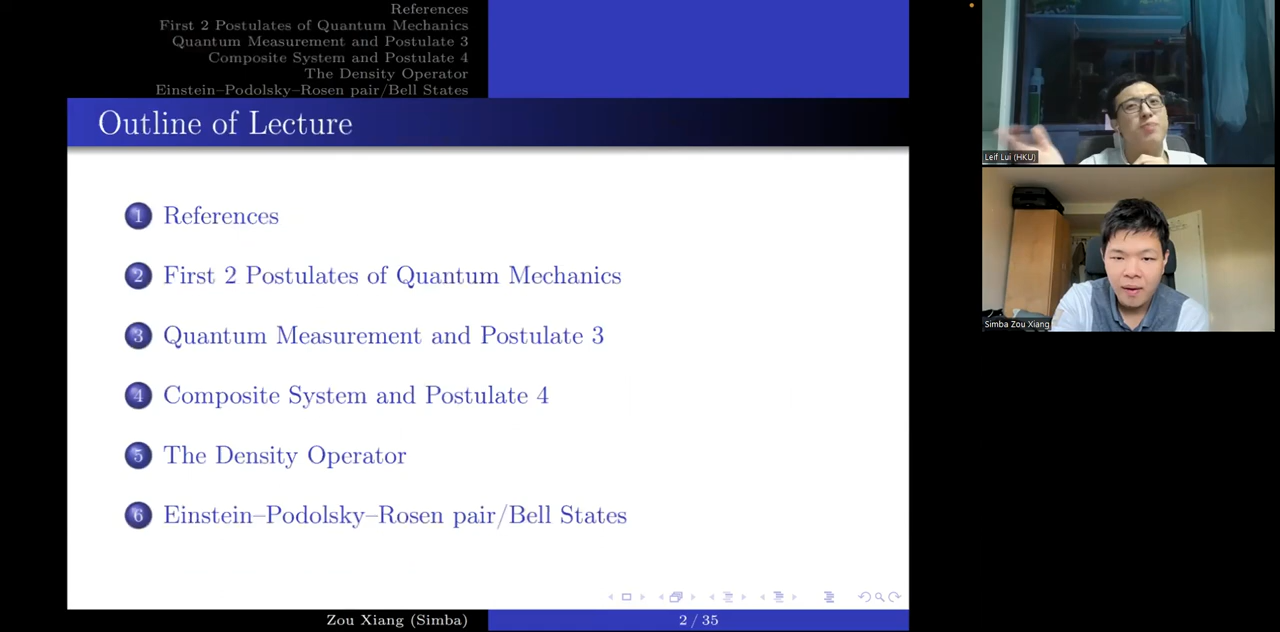 References
First 2 Postulates of Quantum Mechanics
Quantum Measurement and Postulate 3
Composite System and Postulate 4
The Density Operator
Einstein–Podolsky–Rosen pair/Bell States
Outline of Lecture
1 References
2 First 2 Postulates of Quantum Mechanics
3 Quantum Measurement and Postulate 3
4 Composite System and Postulate 4
5 The Density Operator
6 Einstein–Podolsky–Rosen pair/Bell States
Zou Xiang (Simba)
2 / 35
Leif Lui (HKU)
Simba Zou Xiang